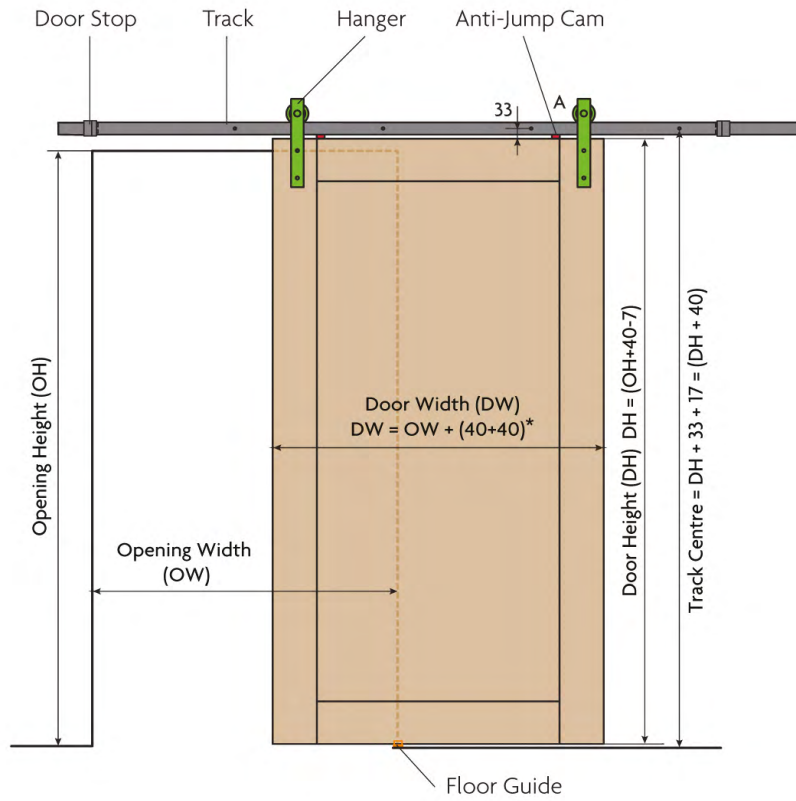 Door Stop
Track
Hanger
Anti-Jump Cam
33
A
Opening Height (OH)
Door Width (DW)
DW = OW + (40+40)*
Opening Width
(OW)
Door Height (DH)  DH = (OH+40-7)
Track Centre = DH + 33 + 17 = (DH + 40)
Floor Guide